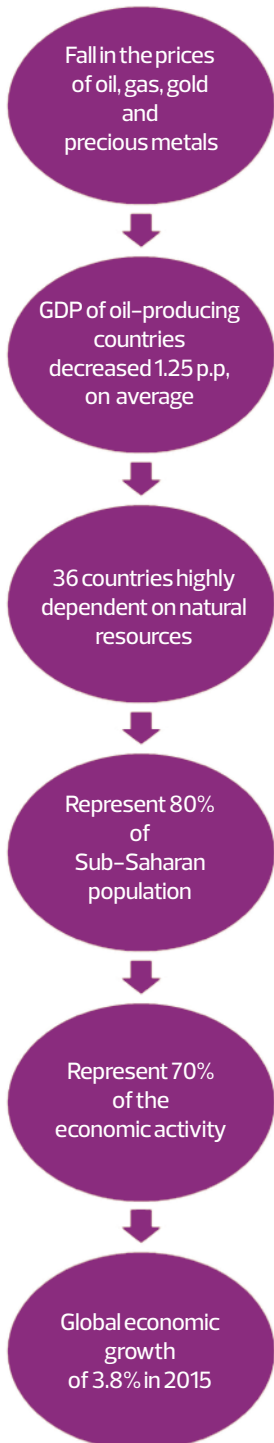 Fall in the prices
of oil, gas, gold
and
precious metals
GDP of oil-producing
countries
decreased 1.25 p.p,
on average
36 countries highly
dependent on natural
resources
Represent 80%
of
Sub-Saharan
population
Represent 70%
of the
economic activity
Global economic
growth
of 3.8% in 2015